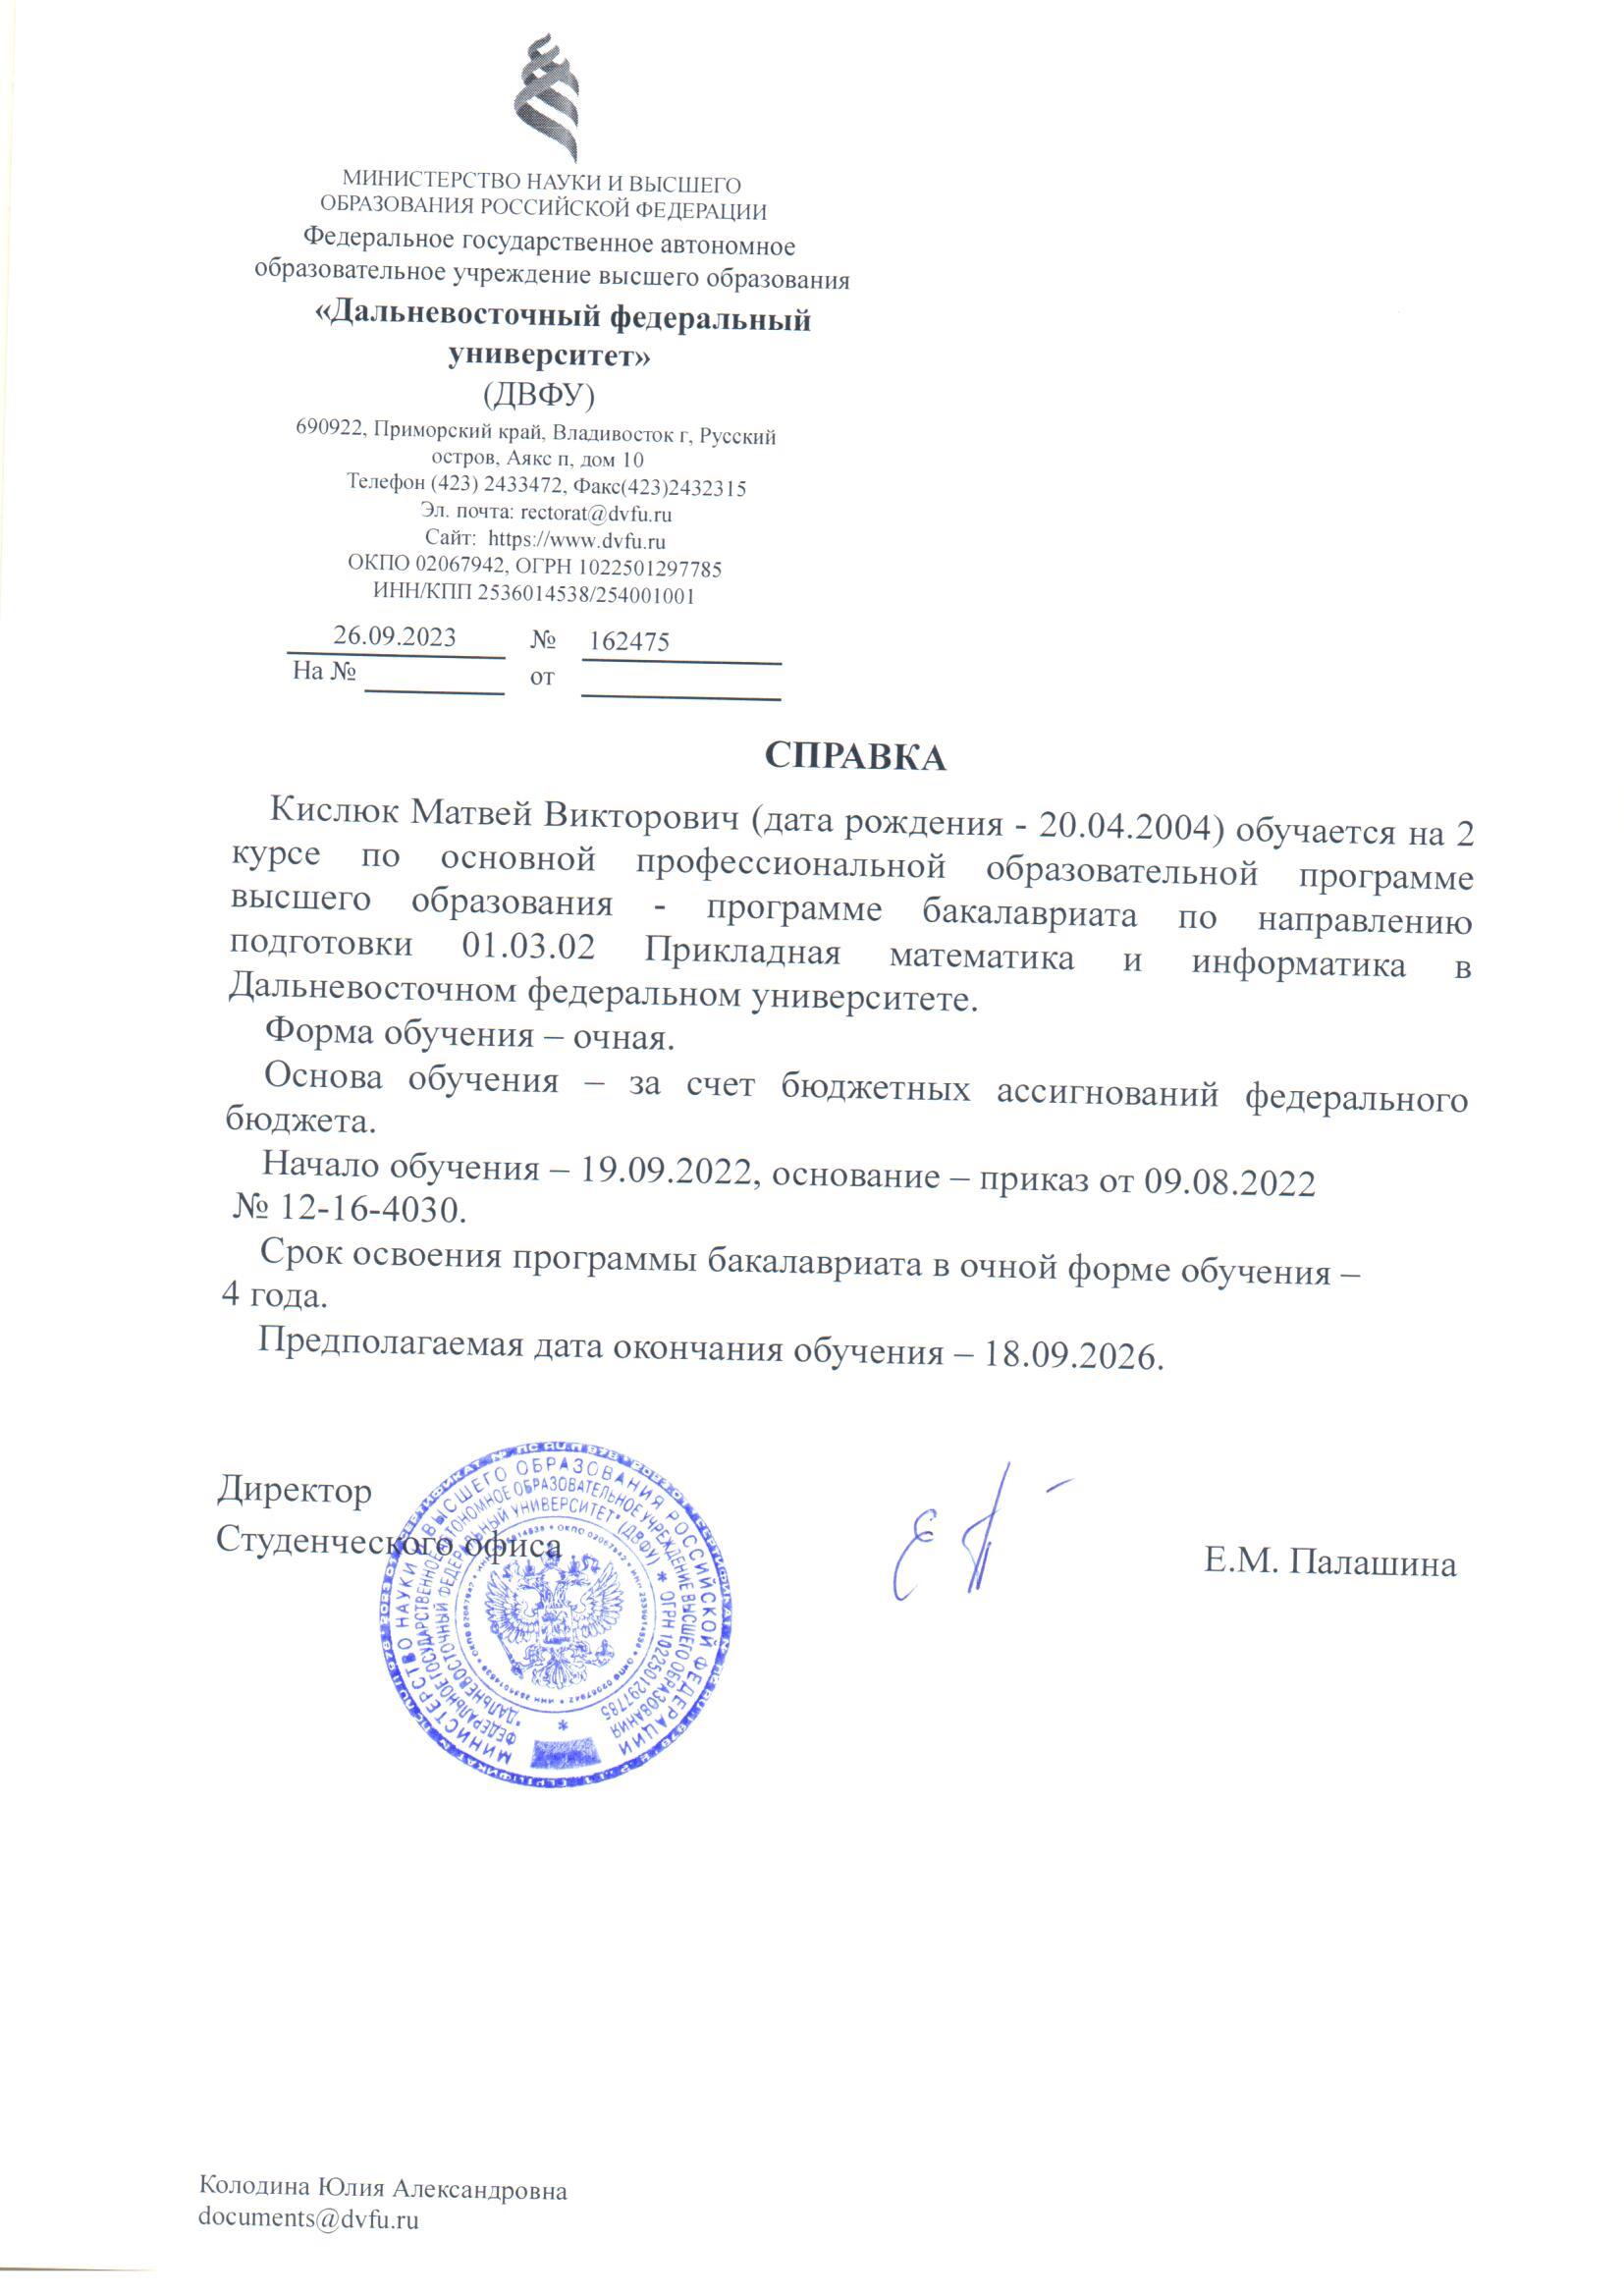 МИНИСТЕРСТВО НАУКИ И ВЫСШЕГО
ОБРАЗОВАНИЯ РОССИЙСКОЙ ФЕДЕРАЦИИ
Федеральное государственное автономное
образовательное учреждение высшего образования
«Дальневосточный федеральный
университет»
(ДВФУ)
690922, Приморский край, Владивосток г, Русский
остров, Аякс п, дом 10
Телефон (423) 2433472, Факс(423)2432315
Эл. почта: rectorat@dvfu.ru
Сайт: https://www.dvfu.ru
ОКПО 02067942, ОГРН 1022501297785
ИНН/КПП 2536014538/254001001
26.09.2023 № 162475
На № от
СПРАВКА
Кислюк Матвей Викторович (дата рождения - 20.04.2004) обучается на 2
курсе по основной профессиональной образовательной программе
высшего образования - программе бакалавриата по направлению
подготовки 01.03.02 Прикладная математика и информатика в
Дальневосточном федеральном университете.
Форма обучения – очная.
Основа обучения – за счет бюджетных ассигнований федерального
бюджета.
Начало обучения – 19.09.2022, основание – приказ от 09.08.2022
№ 12-16-4030.
Срок освоения программы бакалавриата в очной форме обучения –
4 года.
Предполагаемая дата окончания обучения – 18.09.2026.
Директор
Студенческого офиса
Е.М. Палашина
МИНИСТЕРСТВО НАУКИ И ВЫСШЕГО ОБРАЗОВАНИЯ РОССИЙСКОЙ ФЕДЕРАЦИИ
ФЕДЕРАЛЬНОЕ ГОСУДАРСТВЕННОЕ АВТОНОМНОЕ ОБРАЗОВАТЕЛЬНОЕ УЧРЕЖДЕНИЕ ВЫСШЕГО ОБРАЗОВАНИЯ
"ДАЛЬНЕВОСТОЧНЫЙ ФЕДЕРАЛЬНЫЙ УНИВЕРСИТЕТ" (ДВФУ) * ОГРН 1022501297785
Колодина Юлия Александровна
documents@dvfu.ru